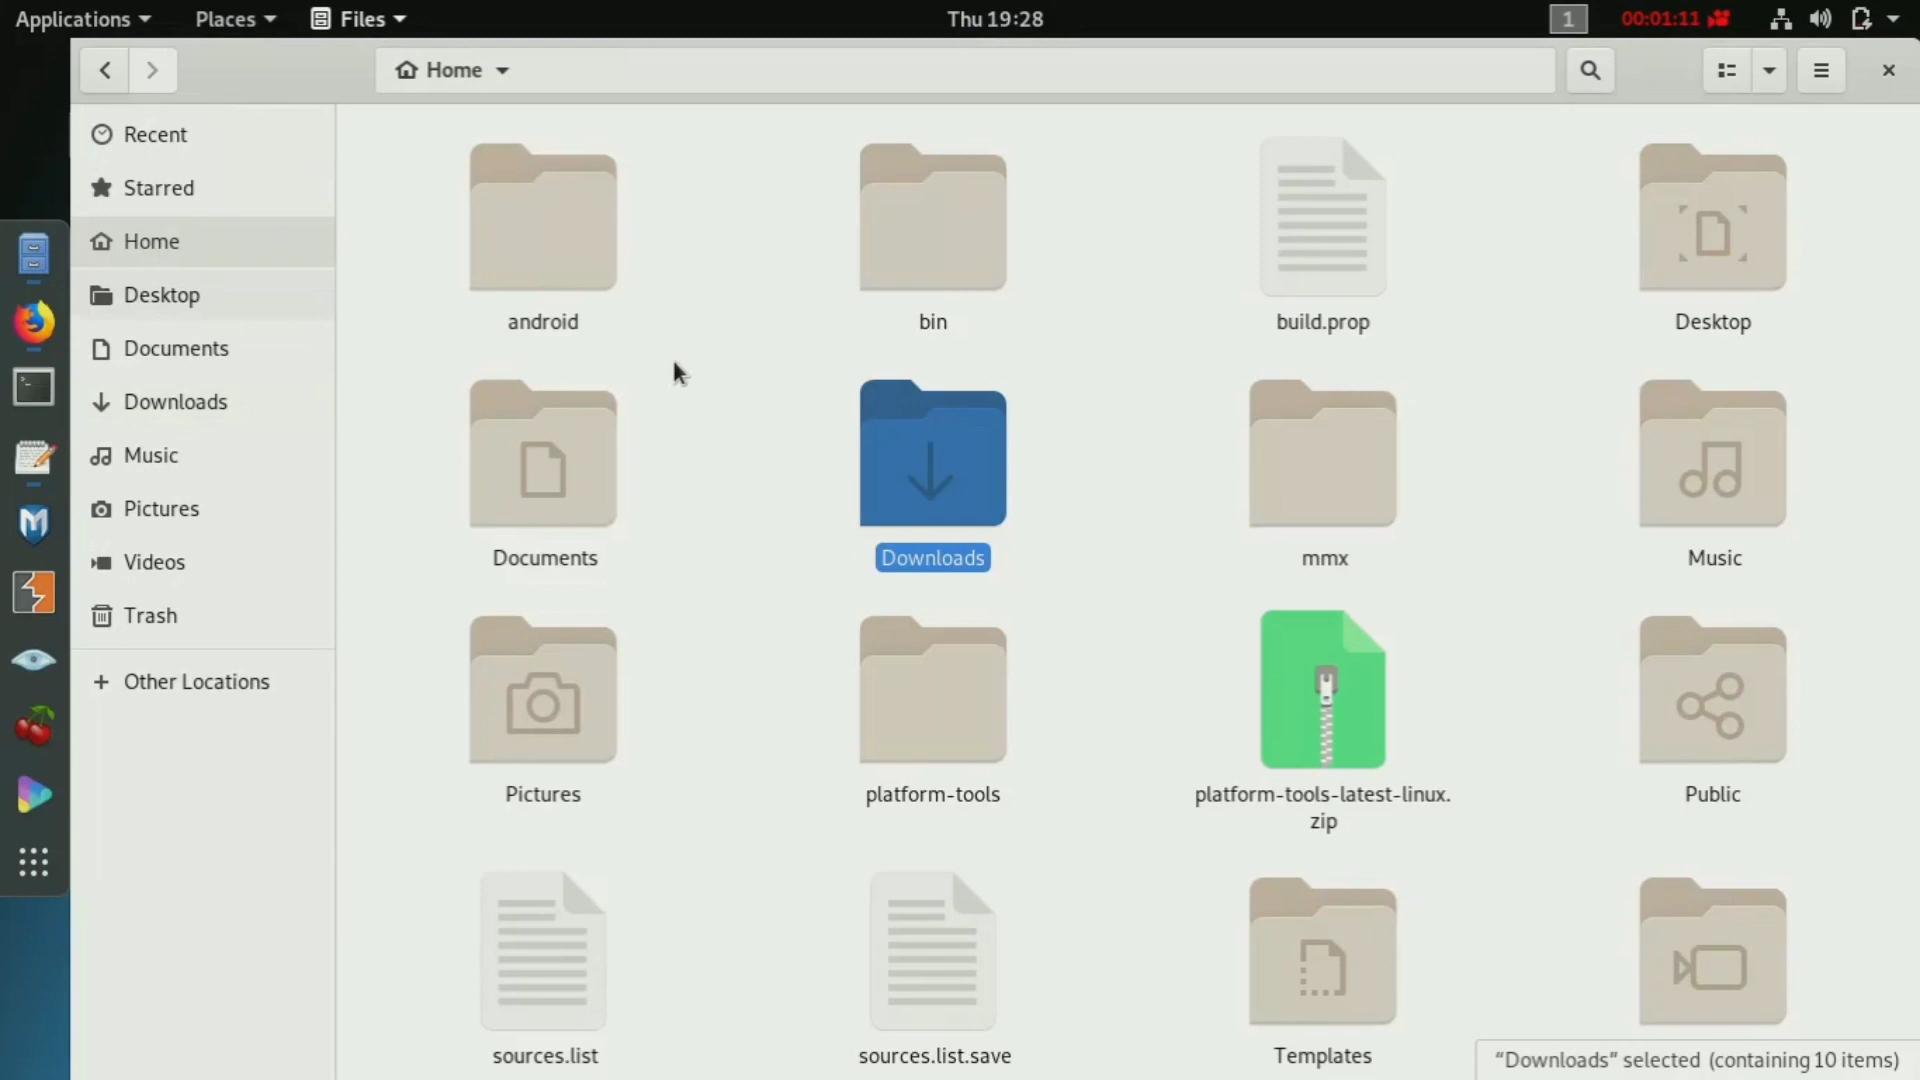 Applications Places Files Thu 19:28 1 00:01:11
Home
Recent
Starred
Home
Desktop
Documents
Downloads
Music
Pictures
Videos
Trash
Other Locations
android bin build.prop Desktop
Documents Downloads mmx Music
Pictures platform-tools platform-tools-latest-linux. Public
zip
sources.list sources.list.save Templates
"Downloads" selected (containing 10 items)